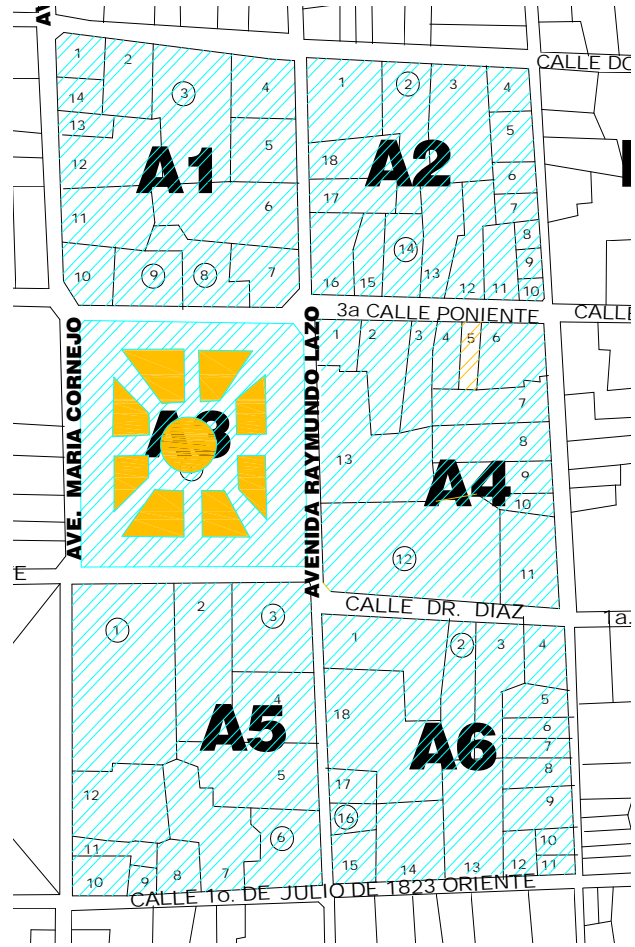 AV
CALLE DO
1 2 3 4
14
13 5
12 A1
11 6
10 9 8 7
1 2 3 4
5
18 A2 6
17 7
8
14 9
16 15 13 12 11 10
3a CALLE PONIENTE
CALLE
AVE. MARIA CORNEJO
A3
AVENIDA RAYMUNDO LAZO
1 2 3 4 5 6
7
8
13 9
A4
10
12 11
E
CALLE DR. DIAZ
1a.
1 2 3
4
A5
5
12
6
11
10 9 8 7
1 2 3 4
5
18 6
A6 7
8
17 9
16
10
15 14 13 12 11
CALLE 1o. DE JULIO DE 1823 ORIENTE